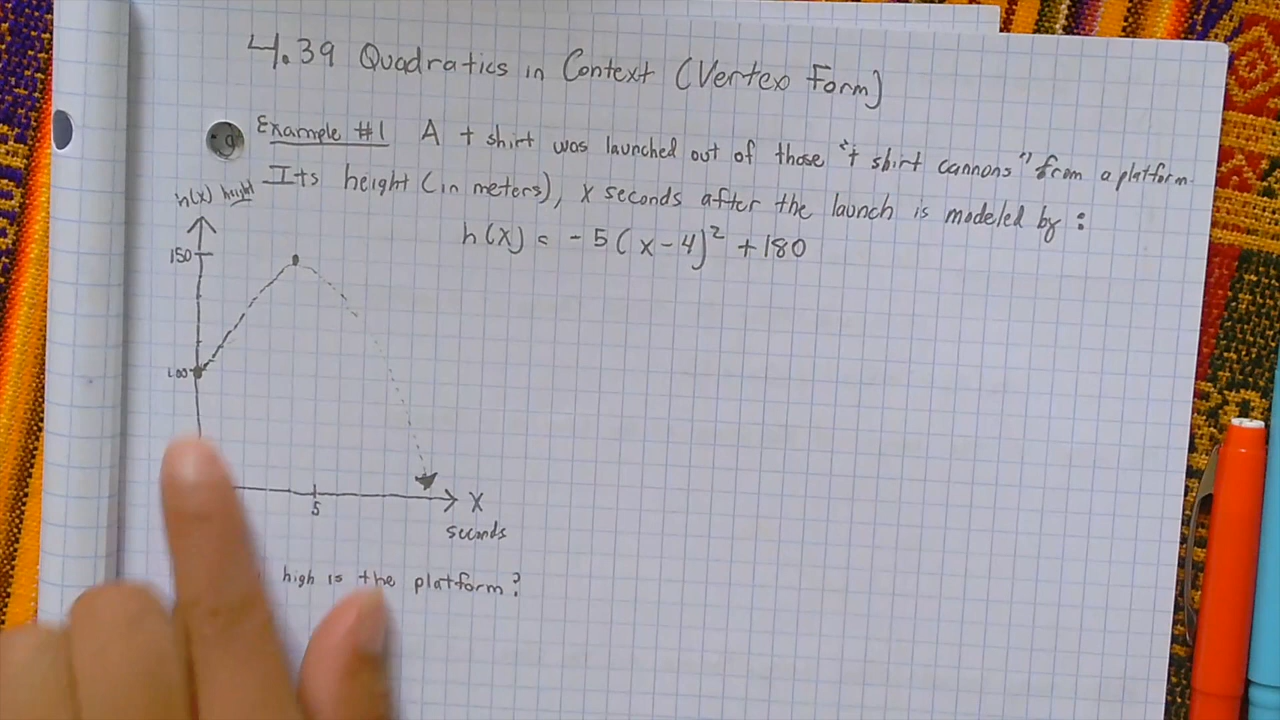 4.39 Quadratics in Context (Vertex Form)
Example #1 A t shirt was launched out of those "t shirt cannons" from a platform.
Its height (in meters), x seconds after the launch is modeled by:
h(x) = -5(x-4)² +180
h(x) height
150
100
5
X
seconds
high is the platform?